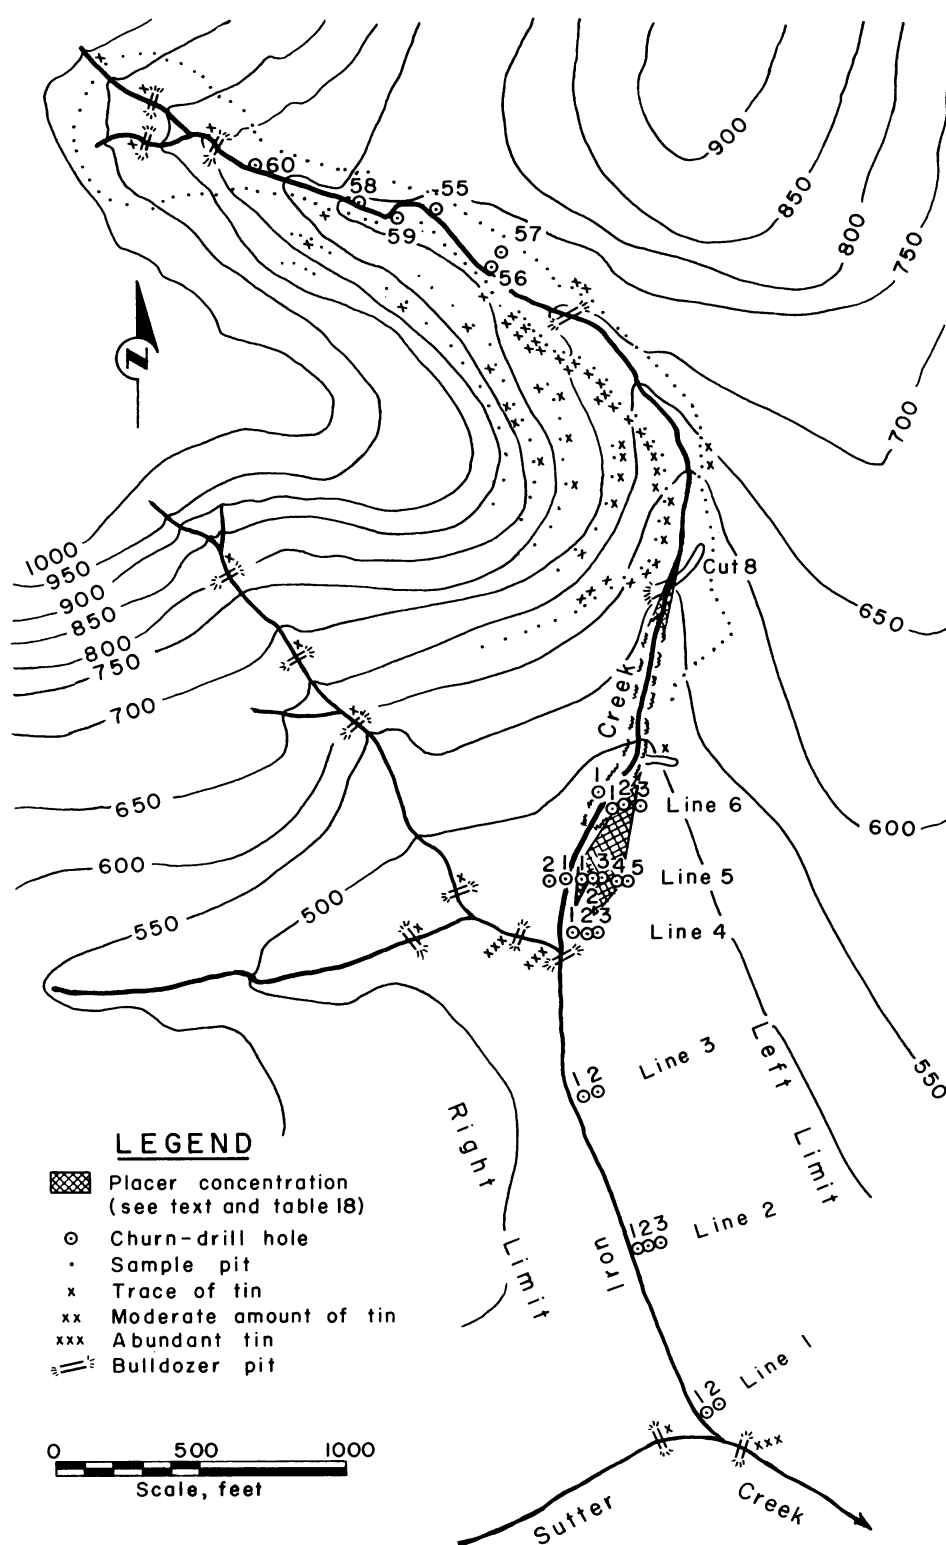 900
850
800
750
700
60
58
55
59
57
56
N
1000
950
900
850
800
750
700
650
600
550
500
Cut 8
650
600
550
Creek
1
1 2 3
Line 6
2 1 1 3 4 5
2
Line 5
1 2 3
Line 4
1 2
Line 3
Left Limit
Right Limit
1 2 3
Line 2
Iron
1 2
Line 1
Sutter Creek
LEGEND
Placer concentration
(see text and table 18)
Churn-drill hole
Sample pit
x Trace of tin
xx Moderate amount of tin
xxx Abundant tin
Bulldozer pit
0 500 1000
Scale, feet